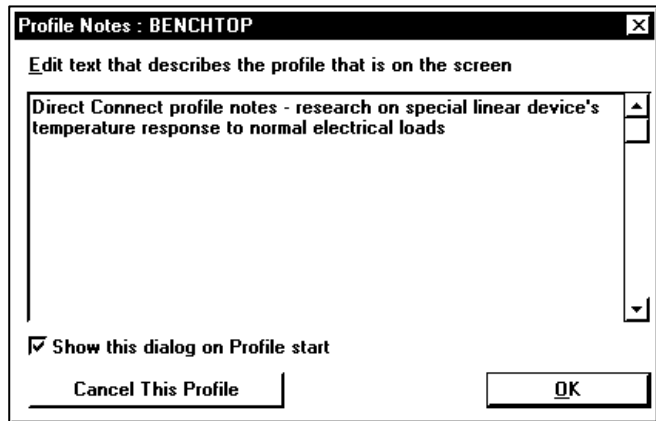 Profile Notes : BENCHTOP
Edit text that describes the profile that is on the screen
Direct Connect profile notes - research on special linear device's
temperature response to normal electrical loads
Show this dialog on Profile start
Cancel This Profile
OK